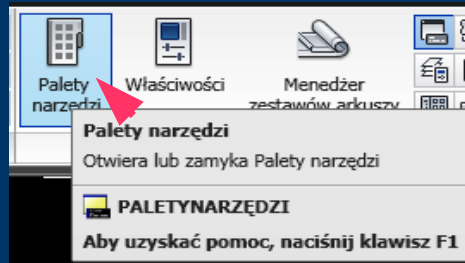 Palety
narzędzi
Właściwości
Menedżer
zestawów arkuszy
Palety narzędzi
Otwiera lub zamyka Palety narzędzi
PALETYNARZĘDZI
Aby uzyskać pomoc, naciśnij klawisz F1